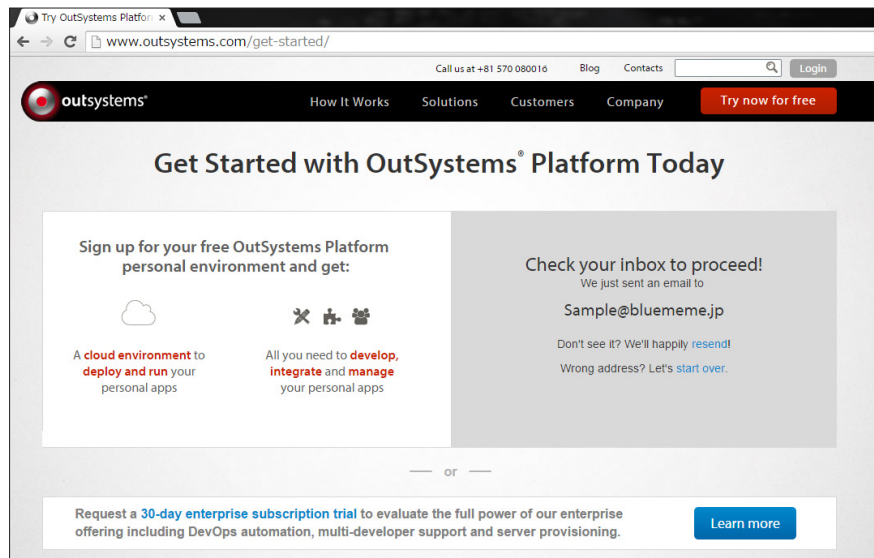 Try OutSystems Platfor
www.outsystems.com/get-started/
Call us at +81 570 080016 Blog Contacts Login
outsystems® How It Works Solutions Customers Company Try now for free
Get Started with OutSystems® Platform Today
Sign up for your free OutSystems Platform
personal environment and get:
A cloud environment to
deploy and run your
personal apps
All you need to develop,
integrate and manage
your personal apps
Check your inbox to proceed!
We just sent an email to
Sample@bluememe.jp
Don't see it? We'll happily resend!
Wrong address? Let's start over.
or
Request a 30-day enterprise subscription trial to evaluate the full power of our enterprise
offering including DevOps automation, multi-developer support and server provisioning.
Learn more